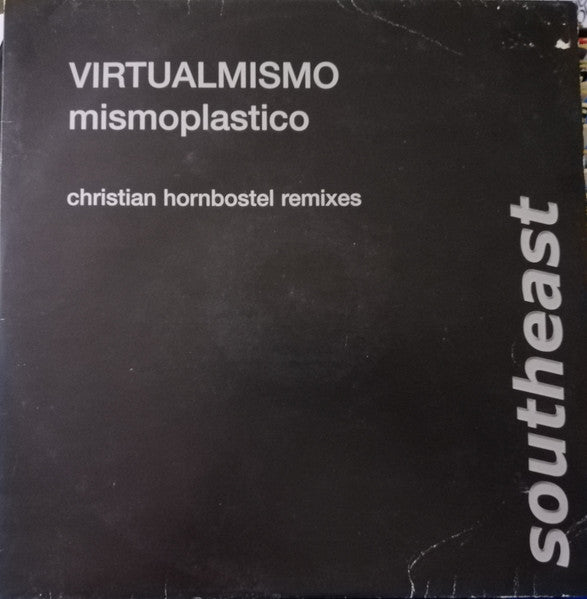 VIRTUALMISMO
mismoplastico
christian hornbostel remixes
southeast